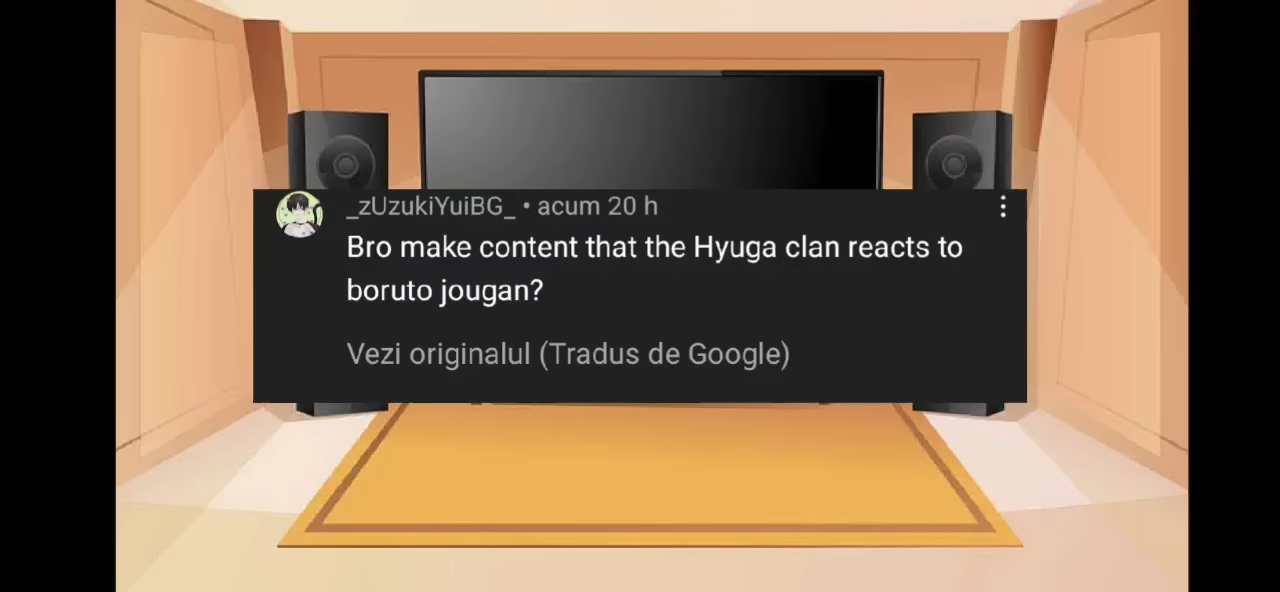 _zUzukiYuiBG_ • acum 20 h
Bro make content that the Hyuga clan reacts to
boruto jougan?
Vezi originalul (Tradus de Google)